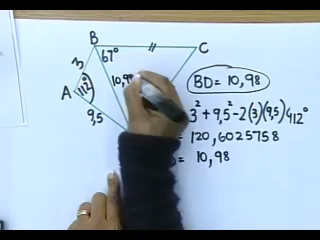 B
C
67°
3
10,9
BD = 10,98
A
112°
3² + 9,5² - 2(3)(9,5)
112°
9,5
= 120,6025758
= 10,98